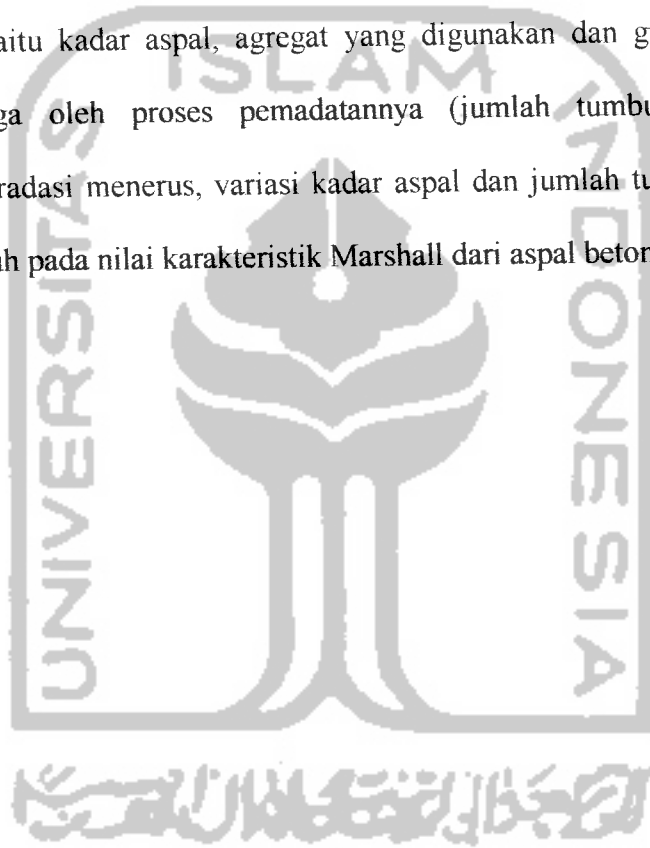 aitu kadar aspal, agregat yang digunakan dan g
ga oleh proses pemadatannya (jumlah tumbu
radasi menerus, variasi kadar aspal dan jumlah tu
h pada nilai karakteristik Marshall dari aspal beton
ISLAM
UNIVERSITAS
INDONESIA